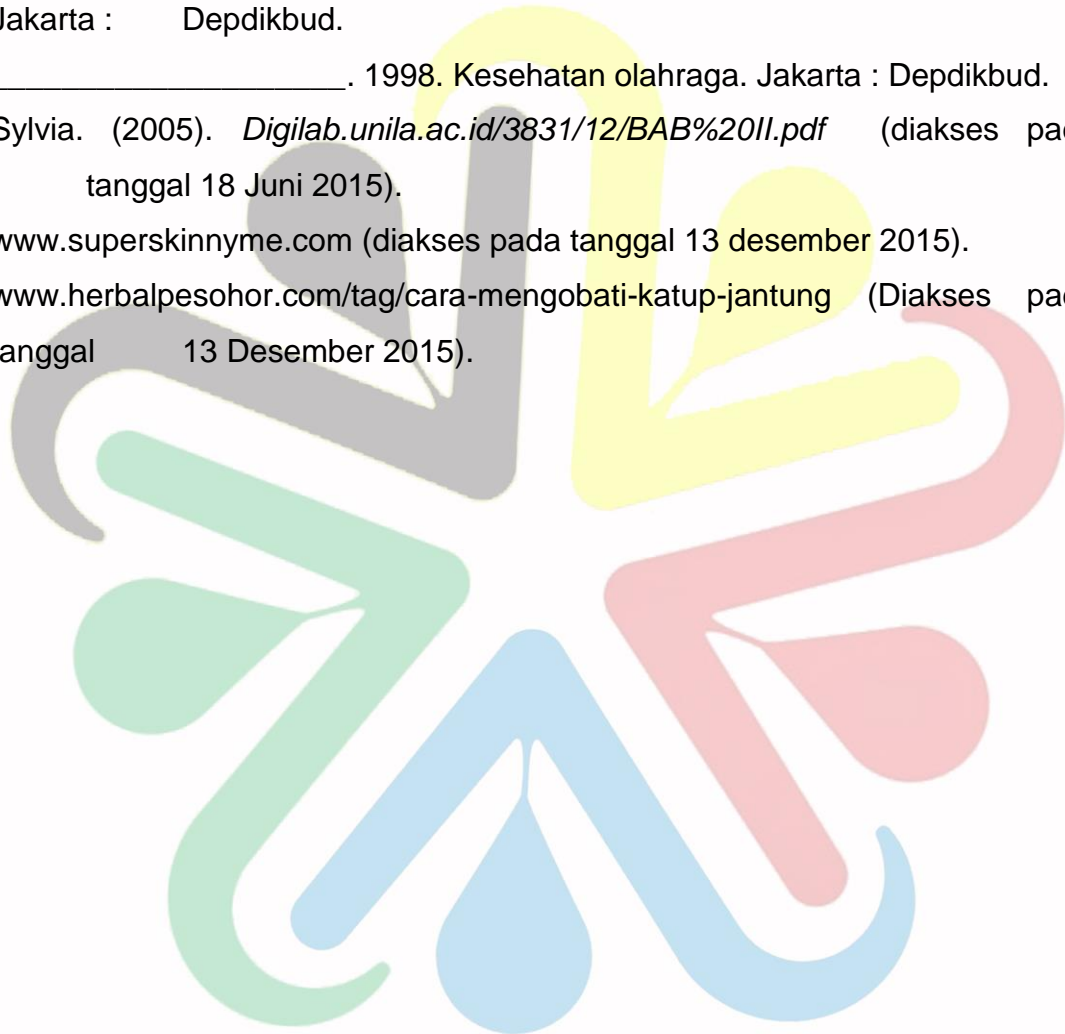 Jakarta : Depdikbud.
____________________. 1998. Kesehatan olahraga. Jakarta : Depdikbud.
Sylvia. (2005). Digilab.unila.ac.id/3831/12/BAB%20II.pdf (diakses pad
tanggal 18 Juni 2015).
www.superskinnyme.com (diakses pada tanggal 13 desember 2015).
www.herbalpesohor.com/tag/cara-mengobati-katup-jantung (Diakses pad
tanggal 13 Desember 2015).